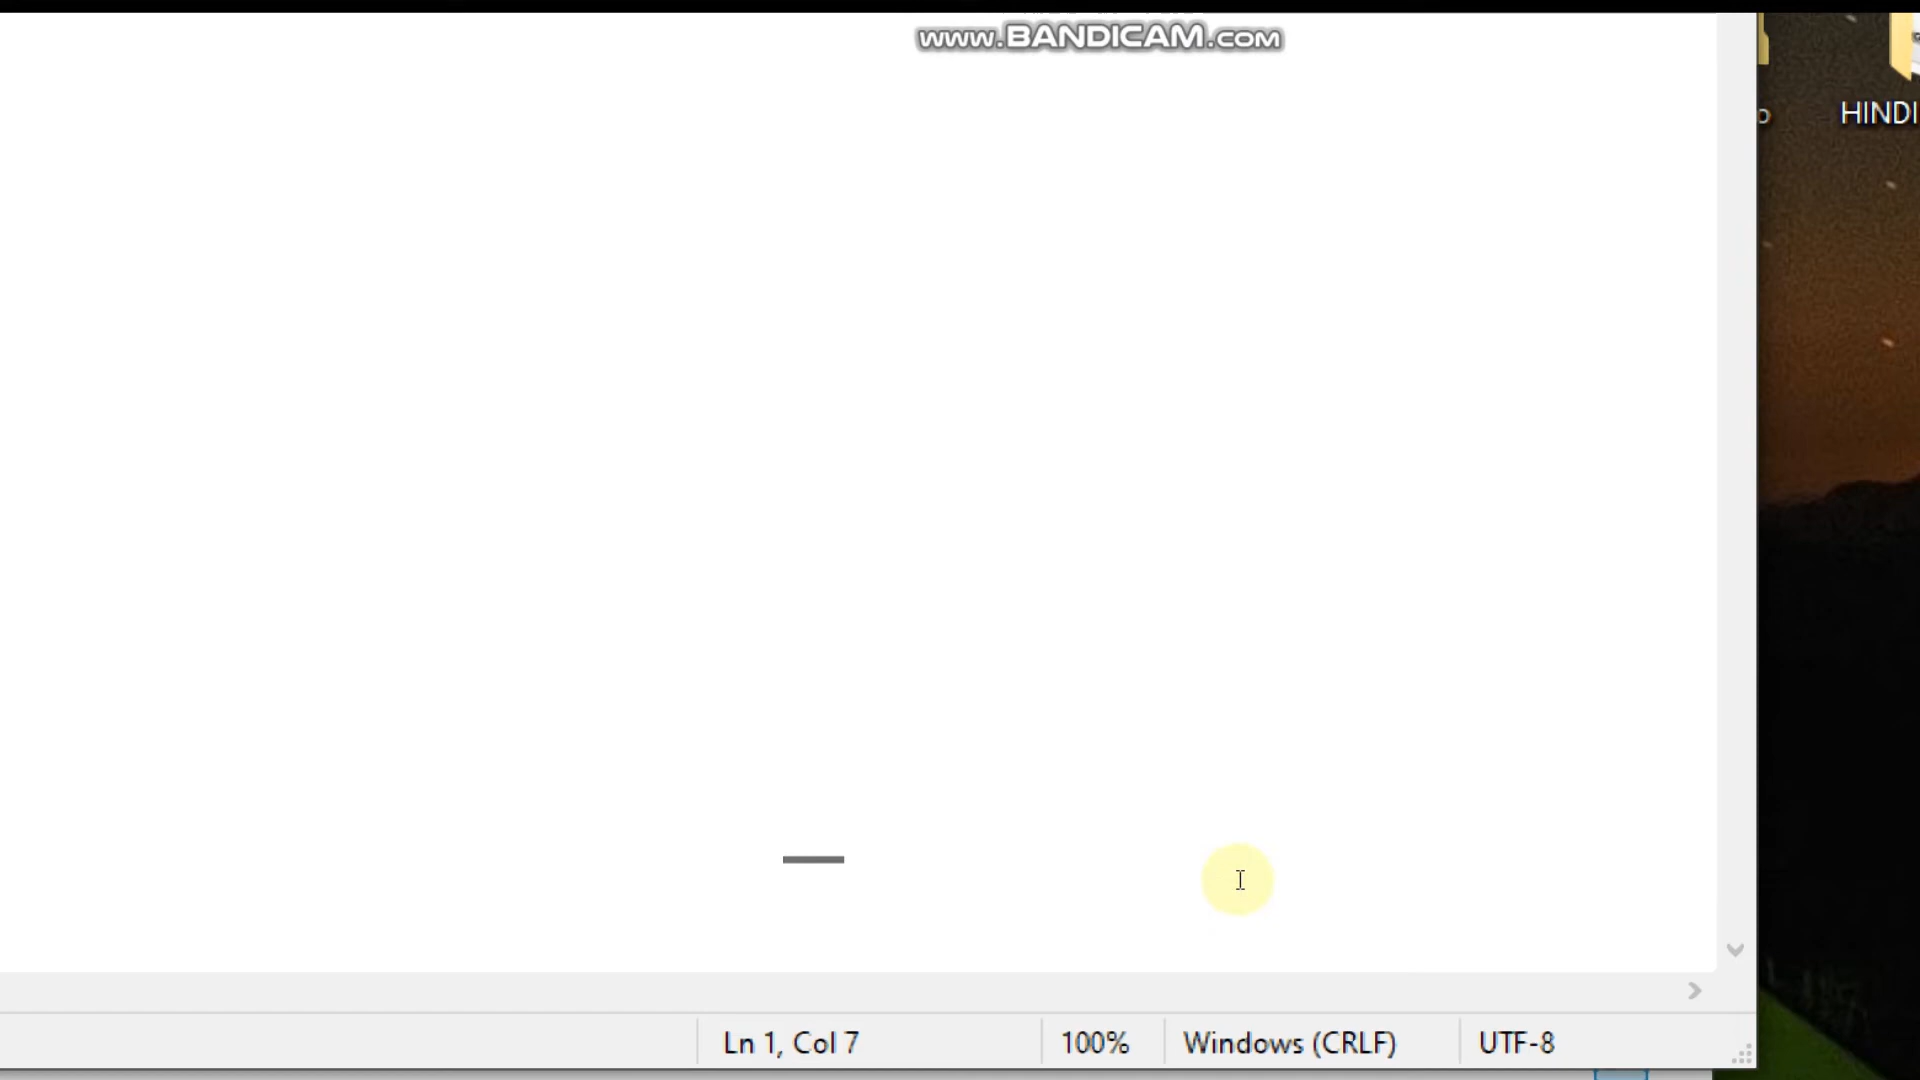 www.BANDICAM.com
HINDI
Ln 1, Col 7
100%
Windows (CRLF)
UTF-8